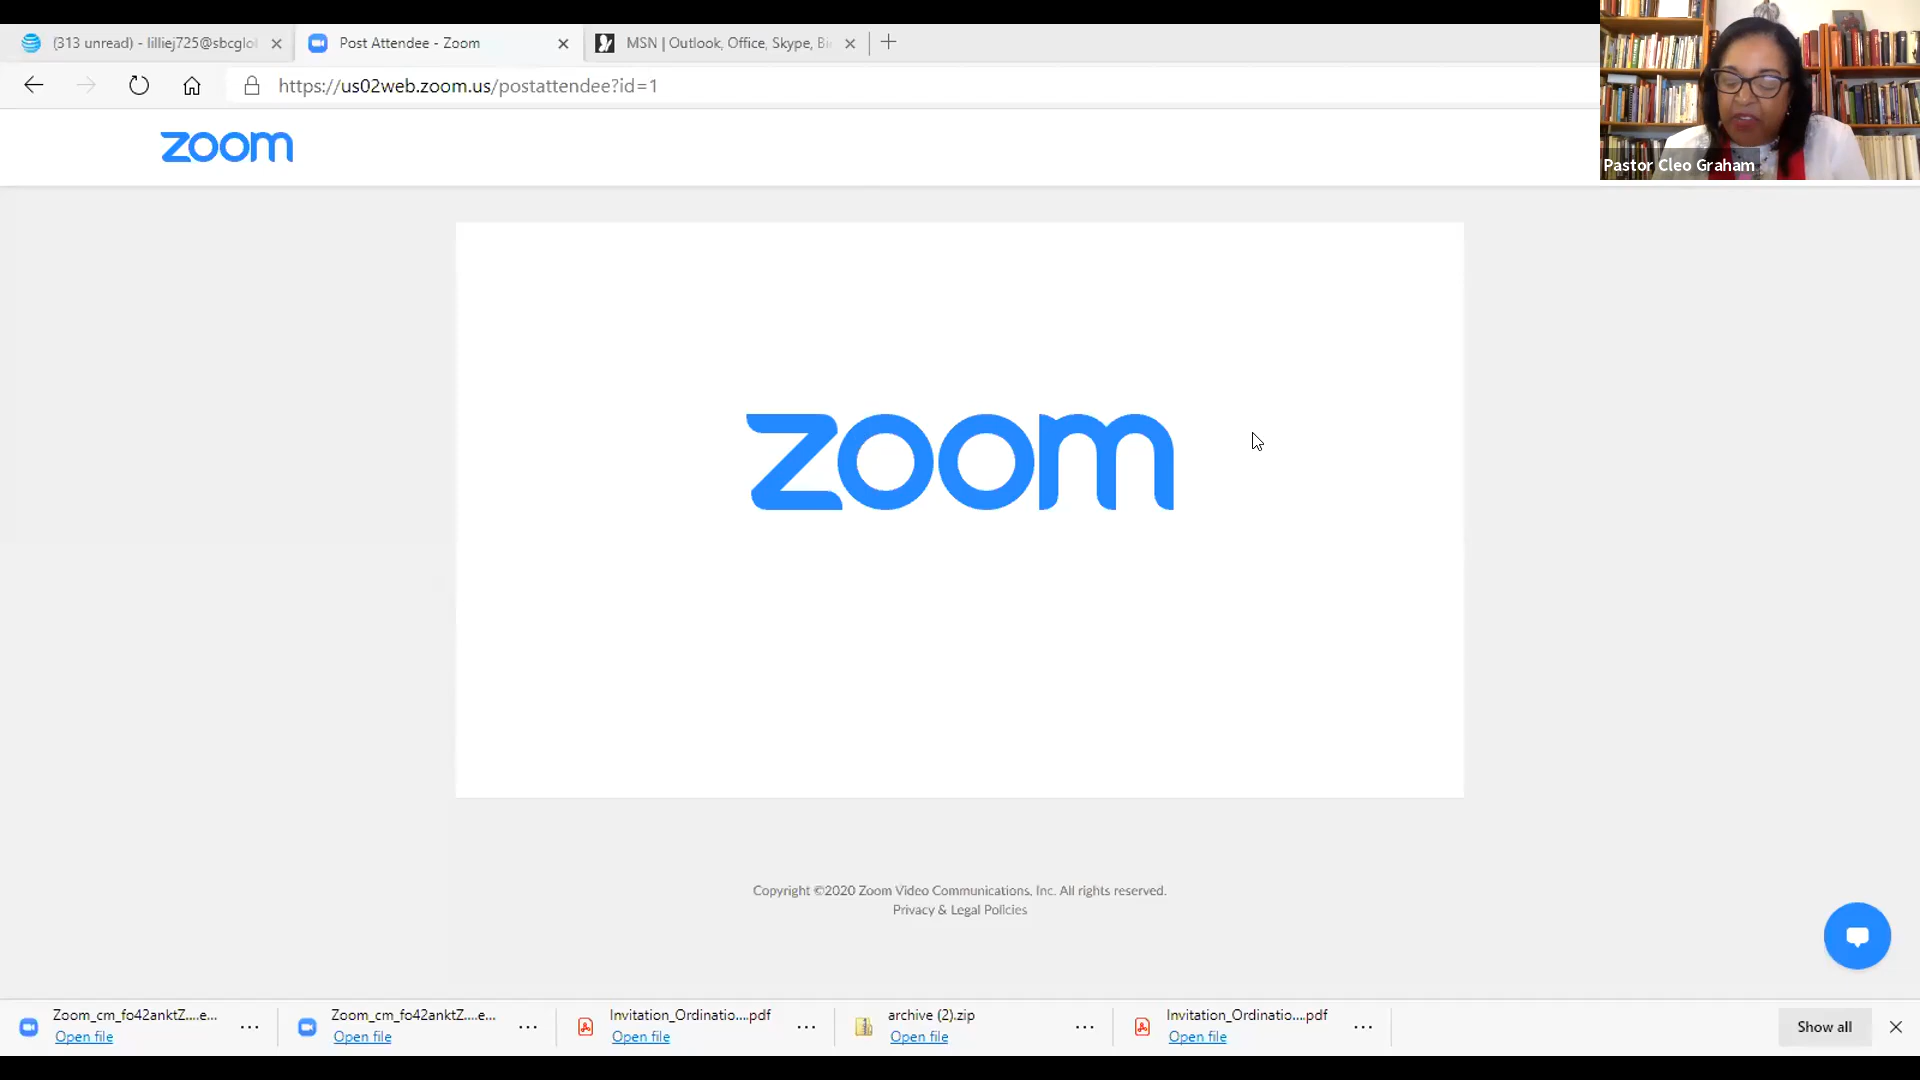 (313 unread) - lilliej725@sbcglol
Post Attendee - Zoom
MSN | Outlook, Office, Skype, Bi
https://us02web.zoom.us/postattendee?id=1
zoom
Pastor Cleo Graham
zoom
Copyright ©2020 Zoom Video Communications, Inc. All rights reserved.
Privacy & Legal Policies
Zoom_cm_fo42anktZ....e...
Open file
Zoom_cm_fo42anktZ....e...
Open file
Invitation_Ordinatio....pdf
Open file
archive (2).zip
Open file
Invitation_Ordinatio....pdf
Open file
Show all